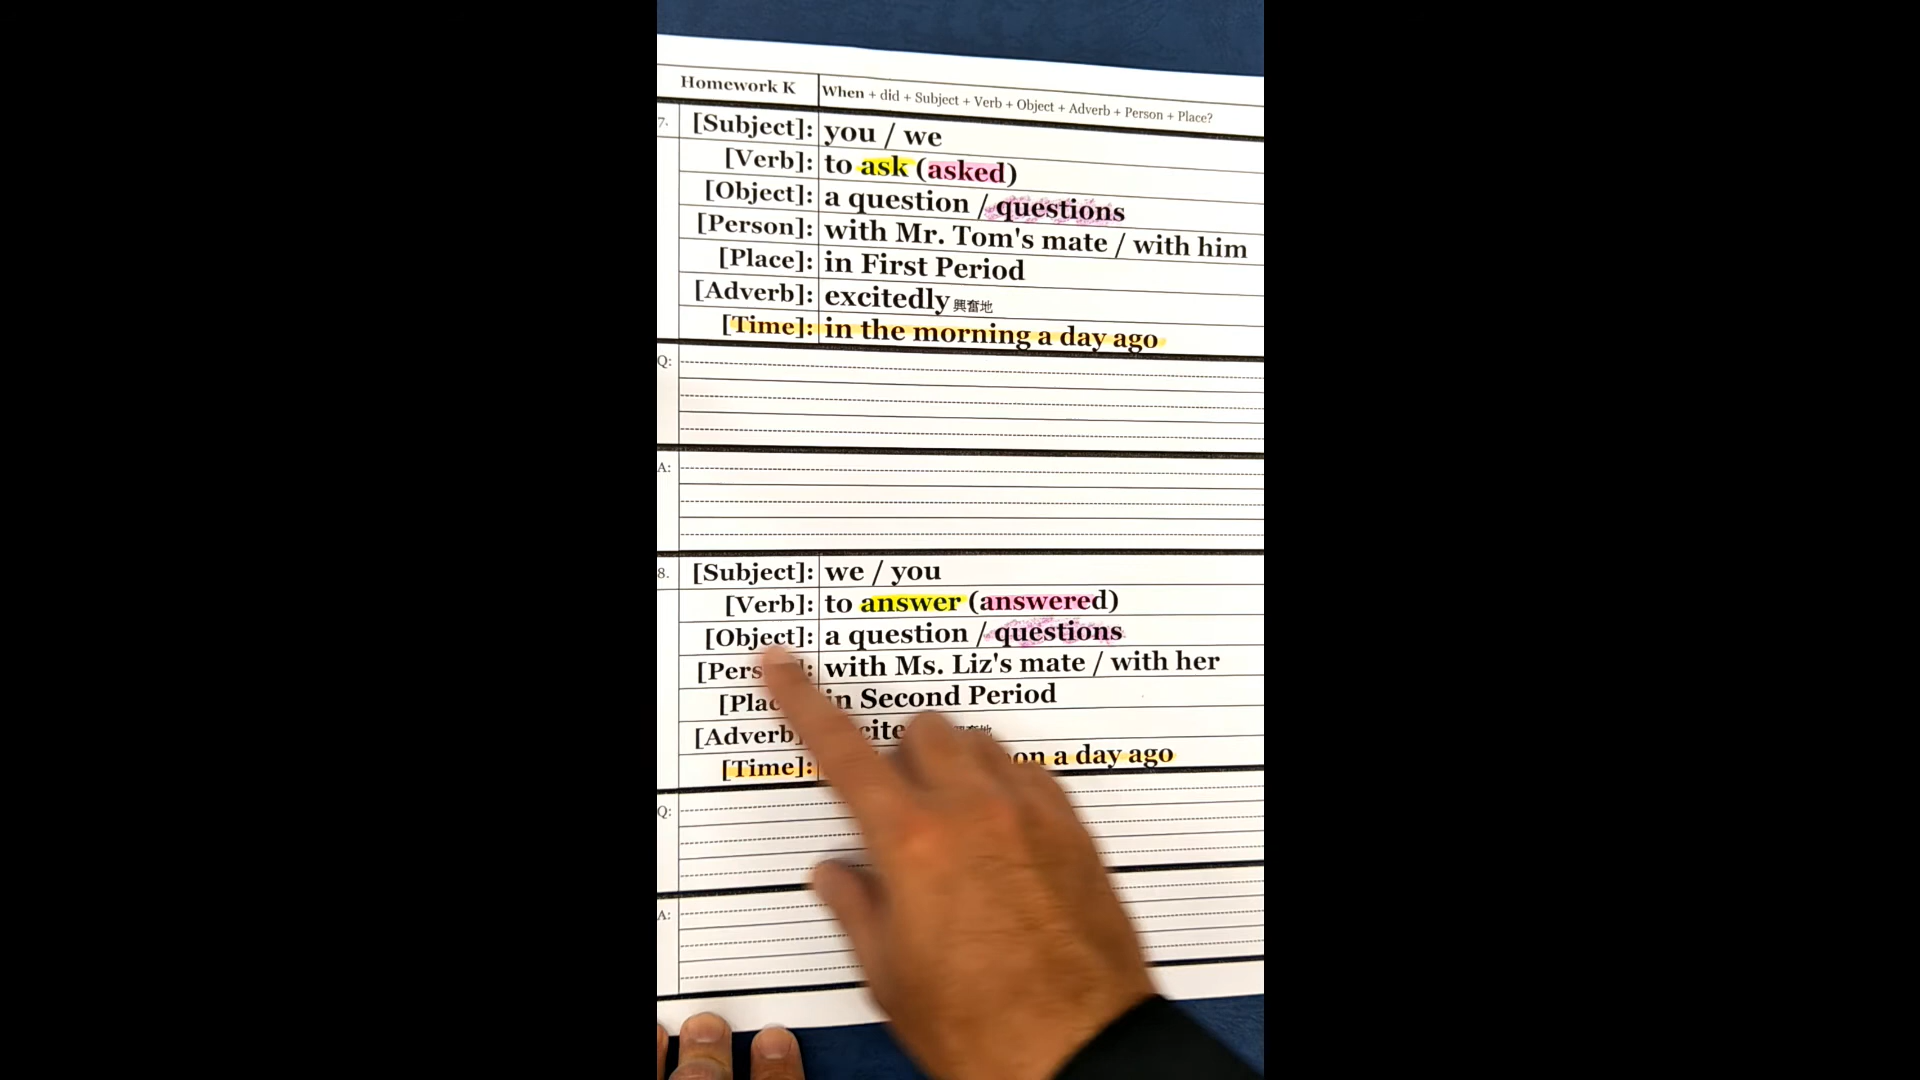 Homework K
When + did + Subject + Verb + Object + Adverb + Person + Place?
7. [Subject]: you / we
[Verb]: to ask (asked)
[Object]: a question / questions
[Person]: with Mr. Tom's mate / with him
[Place]: in First Period
[Adverb]: excitedly 興奮地
[Time]: in the morning a day ago
Q:
A:
8. [Subject]: we / you
[Verb]: to answer (answered)
[Object]: a question / questions
with Ms. Liz's mate / with her
in Second Period
[Adverb]
[Time]: a day ago
Q:
A: